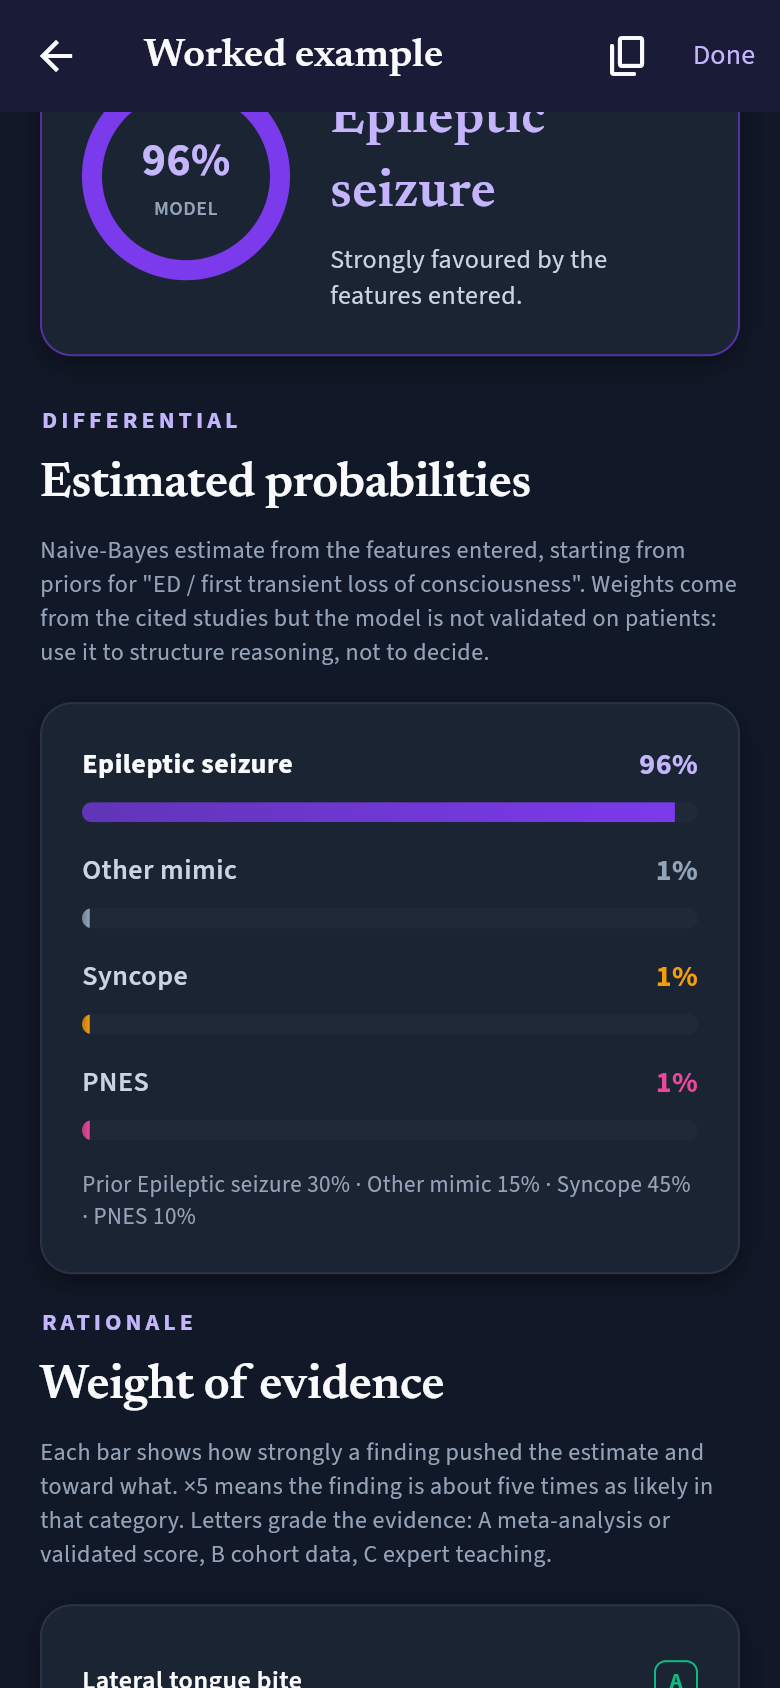 Worked example
Done
96%
MODEL
Epileptic
seizure
Strongly favoured by the
features entered.
DIFFERENTIAL
Estimated probabilities
Naive-Bayes estimate from the features entered, starting from
priors for "ED / first transient loss of consciousness". Weights come
from the cited studies but the model is not validated on patients:
use it to structure reasoning, not to decide.
Epileptic seizure 96%
Other mimic 1%
Syncope 1%
PNES 1%
Prior Epileptic seizure 30% · Other mimic 15% · Syncope 45%
· PNES 10%
RATIONALE
Weight of evidence
Each bar shows how strongly a finding pushed the estimate and
toward what. ×5 means the finding is about five times as likely in
that category. Letters grade the evidence: A meta-analysis or
validated score, B cohort data, C expert teaching.
Lateral tongue bite A